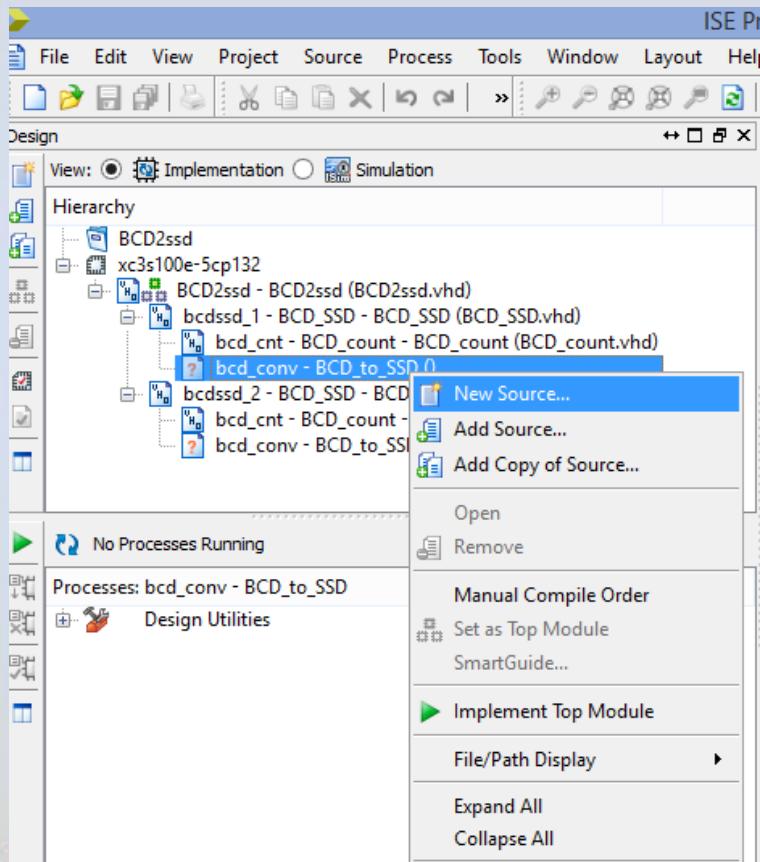 ISE Pr
File Edit View Project Source Process Tools Window Layout Help
»
Design
View: Implementation Simulation
Hierarchy
BCD2ssd
xc3s100e-5cp132
BCD2ssd - BCD2ssd (BCD2ssd.vhd)
bcdssd_1 - BCD_SSD - BCD_SSD (BCD_SSD.vhd)
bcd_cnt - BCD_count - BCD_count (BCD_count.vhd)
bcd_conv - BCD_to_SSD ()
New Source...
bcdssd_2 - BCD_SSD - BCD
bcd_cnt - BCD_count -
Add Source...
bcd_conv - BCD_to_SS
Add Copy of Source...
Open
Remove
No Processes Running
Processes: bcd_conv - BCD_to_SSD
Design Utilities
Manual Compile Order
Set as Top Module
SmartGuide...
Implement Top Module
File/Path Display
Expand All
Collapse All